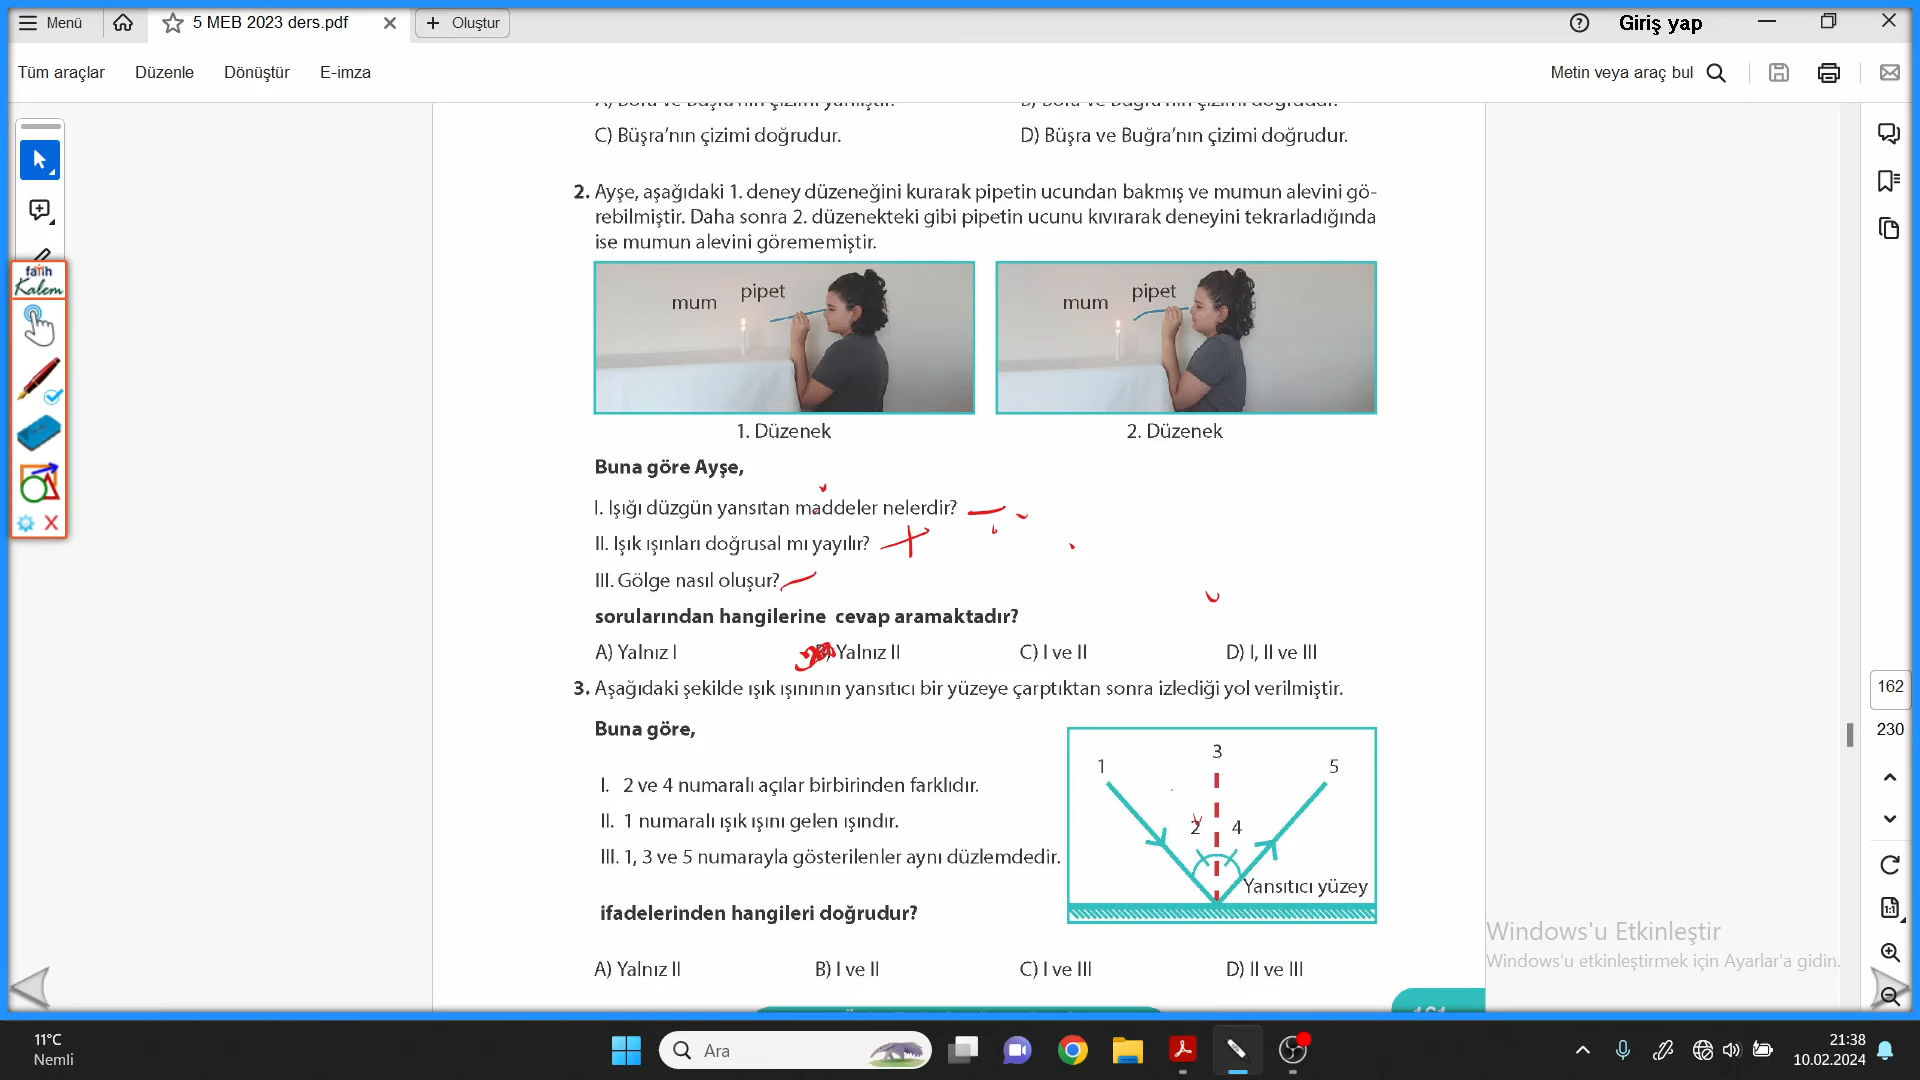 Menü
5 MEB 2023 ders.pdf
Oluştur
Giriş yap
Tüm araçlar
Düzenle
Dönüştür
E-imza
Metin veya araç bul
C) Büşra'nın çizimi doğrudur.
D) Büşra ve Buğra'nın çizimi doğrudur.
2. Ayşe, aşağıdaki 1. deney düzeneğini kurarak pipetin ucundan bakmış ve mumun alevini gö-
rebilmiştir. Daha sonra 2. düzenekteki gibi pipetin ucunu kıvırarak deneyini tekrarladığında
ise mumun alevini görememiştir.
mum
pipet
mum
pipet
1. Düzenek
2. Düzenek
Buna göre Ayşe,
I. Işığı düzgün yansıtan maddeler nelerdir?
II. Işık ışınları doğrusal mı yayılır?
III. Gölge nasıl oluşur?
sorularından hangilerine cevap aramaktadır?
A) Yalnız I
B) Yalnız II
C) I ve II
D) I, II ve III
3. Aşağıdaki şekilde ışık ışınının yansıtıcı bir yüzeye çarptıktan sonra izlediği yol verilmiştir.
Buna göre,
I. 2 ve 4 numaralı açılar birbirinden farklıdır.
II. 1 numaralı ışık ışını gelen ışındır.
III. 1, 3 ve 5 numarayla gösterilenler aynı düzlemdedir.
ifadelerinden hangileri doğrudur?
1
3
5
2
4
Yansıtıcı yüzey
A) Yalnız II
B) I ve II
C) I ve III
D) II ve III
fatih
Kalem
162
230
1:1
Windows'u Etkinleştir
Windows'u etkinleştirmek için Ayarlar'a gidin.
11°C
Nemli
Ara
21:38
10.02.2024